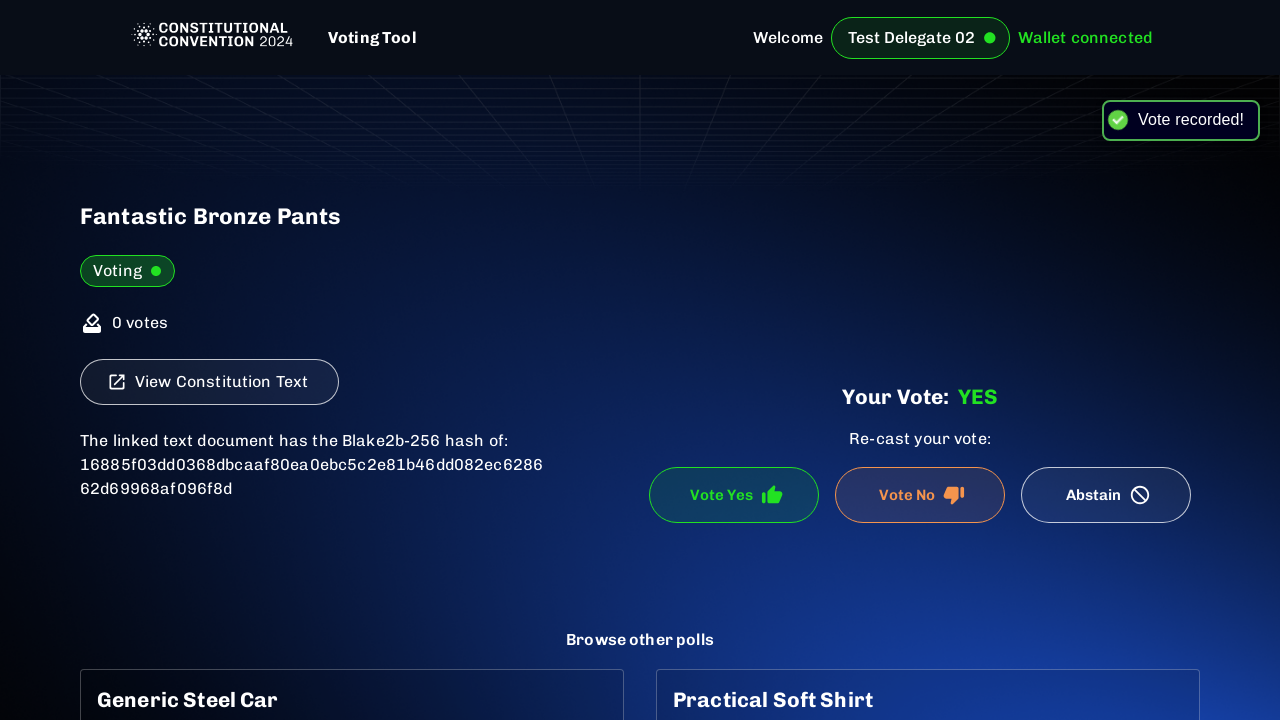 CONSTITUTIONAL
CONVENTION 2024
Voting Tool
Welcome
Test Delegate 02
Wallet connected
Vote recorded!
Fantastic Bronze Pants
Voting
0 votes
View Constitution Text
The linked text document has the Blake2b-256 hash of:
16885f03dd0368dbcaaf80ea0ebc5c2e81b46dd082ec6286
62d69968af096f8d
Your Vote: YES
Re-cast your vote:
Vote Yes
Vote No
Abstain
Browse other polls
Generic Steel Car
Practical Soft Shirt